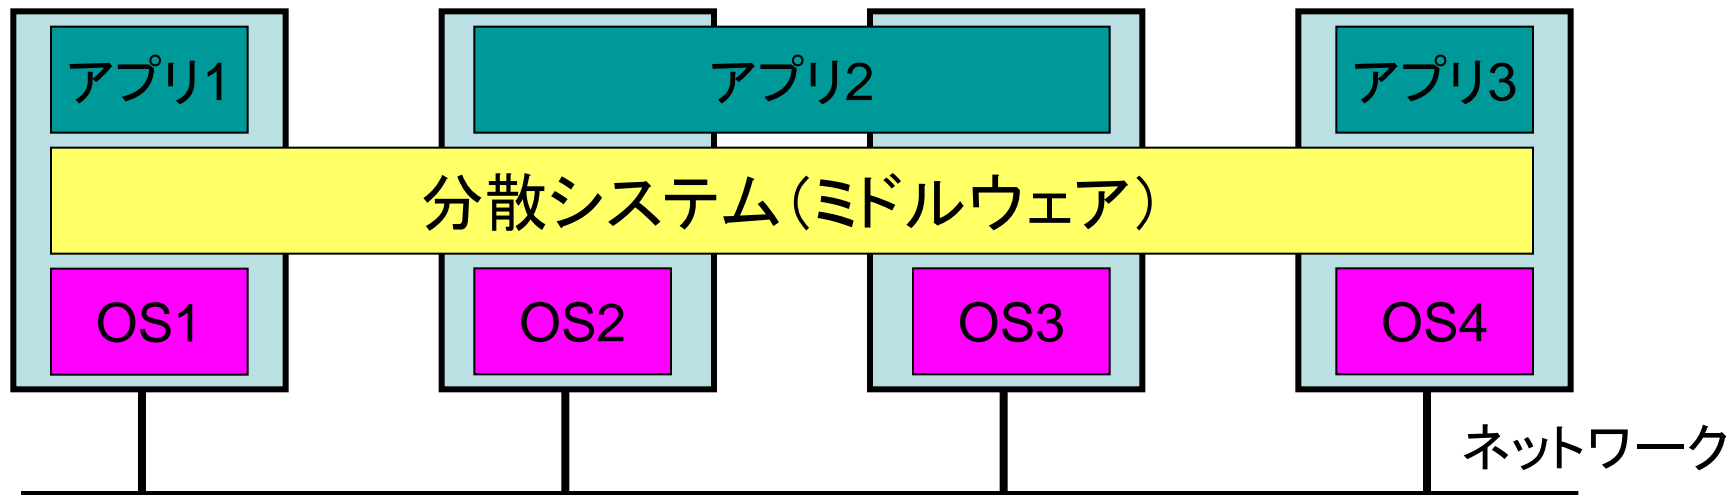 アプリ1
アプリ2
アプリ3
分散システム(ミドルウェア)
OS1
OS2
OS3
OS4
ネットワーク